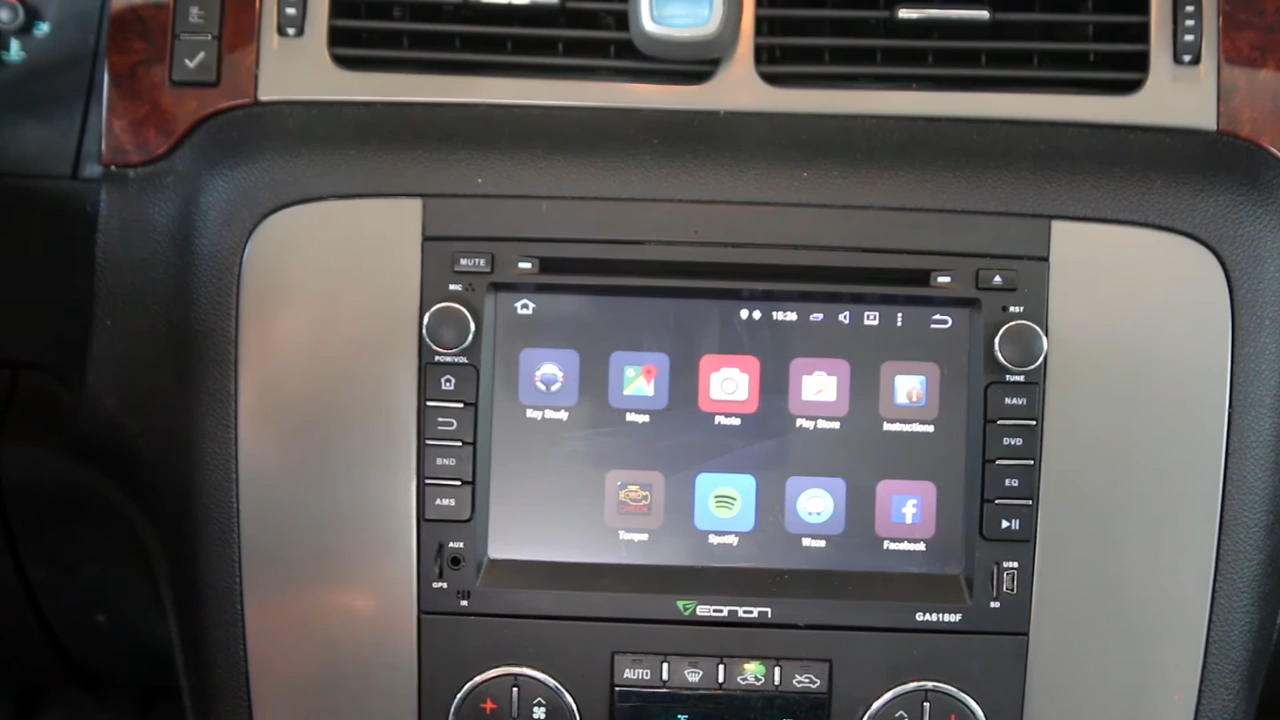 MUTE
MIC
RST
15:26
POW/VOL
TUNE
Key Study
Maps
Photo
Play Store
Instructions
NAVI
DVD
BND
EQ
AMS
CHECK
Torque
Spotify
Waze
Facebook
AUX
USB
GPS
IR
SD
EONON
GA6180F
AUTO